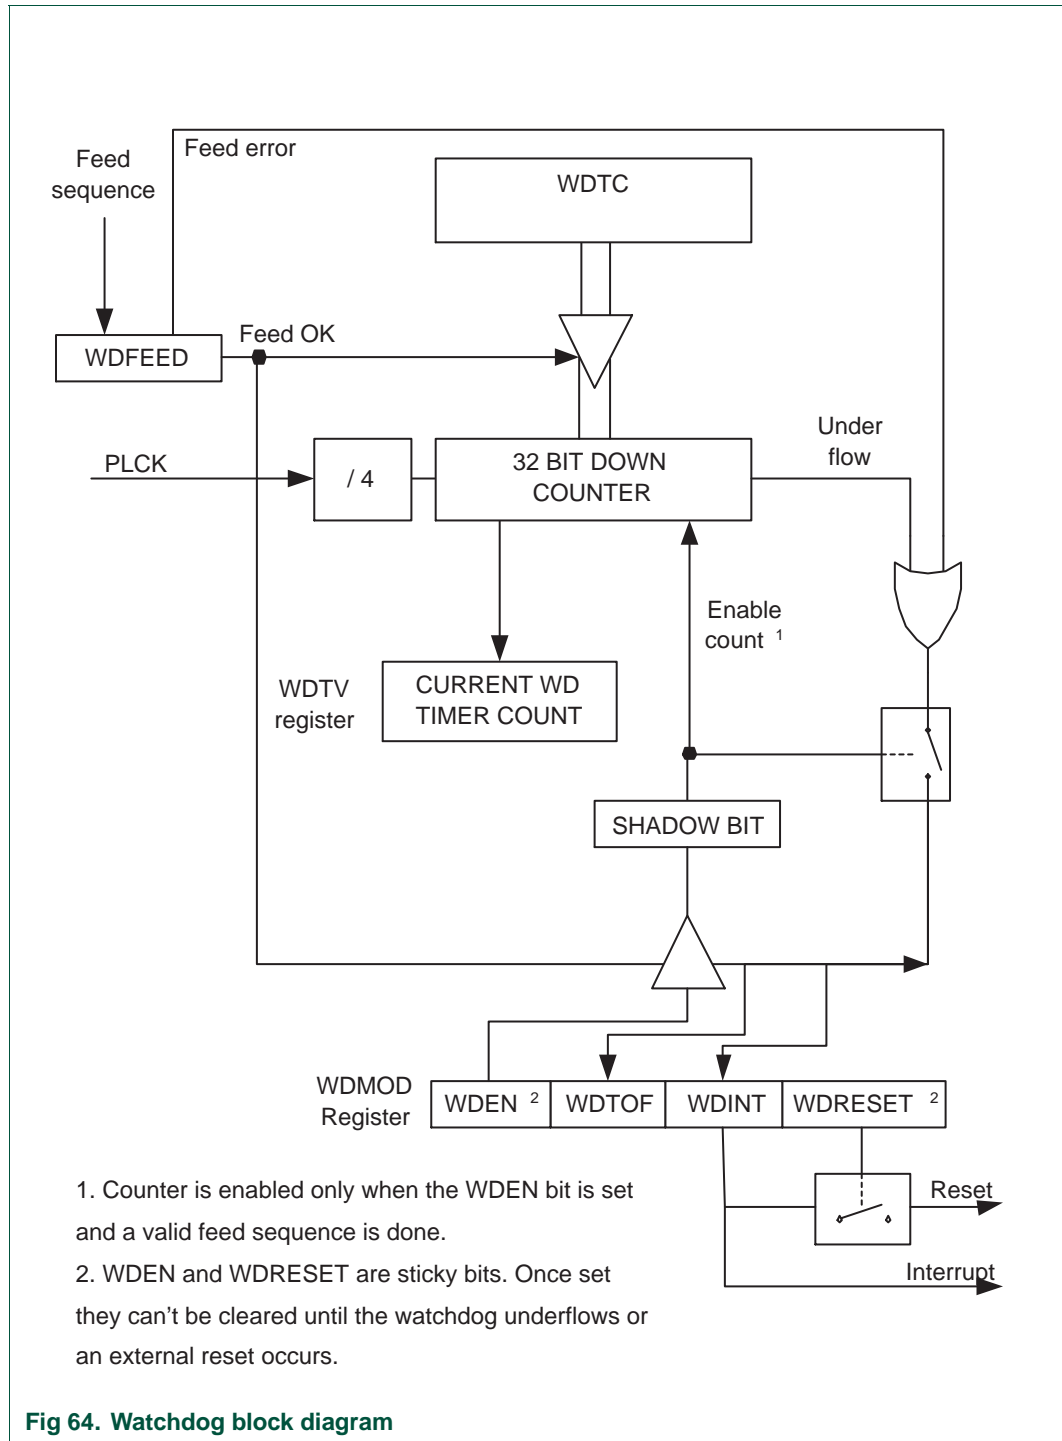 Feed error
Feed
sequence
WDTC
WDFEED
Feed OK
PLCK
/ 4
32 BIT DOWN
COUNTER
Under
flow
Enable
count 1
WDTV
register
CURRENT WD
TIMER COUNT
SHADOW BIT
WDMOD
Register
WDEN 2
WDTOF
WDINT
WDRESET 2
Reset
Interrupt
1. Counter is enabled only when the WDEN bit is set
and a valid feed sequence is done.
2. WDEN and WDRESET are sticky bits. Once set
they can't be cleared until the watchdog underflows or
an external reset occurs.
Fig 64. Watchdog block diagram